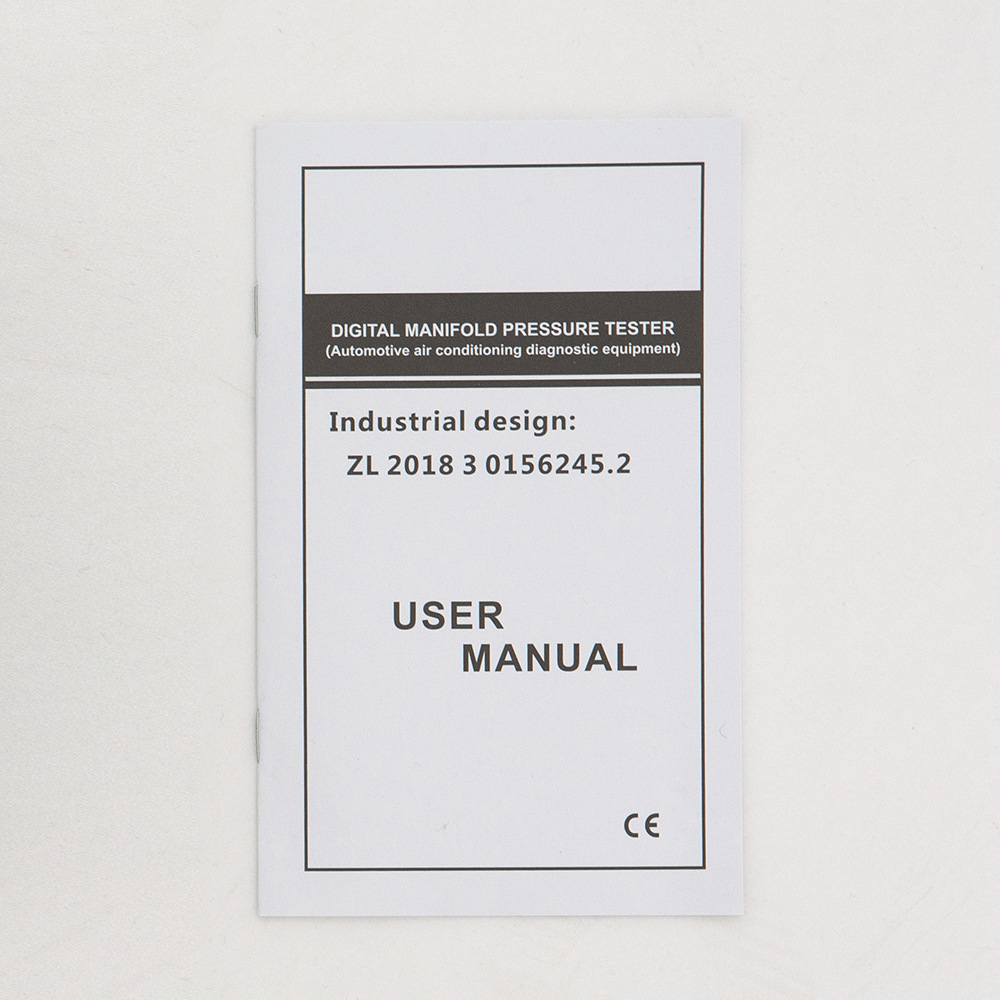 DIGITAL MANIFOLD PRESSURE TESTER
(Automotive air conditioning diagnostic equipment)
Industrial design:
ZL 2018 3 0156245.2
USER
MANUAL
CE